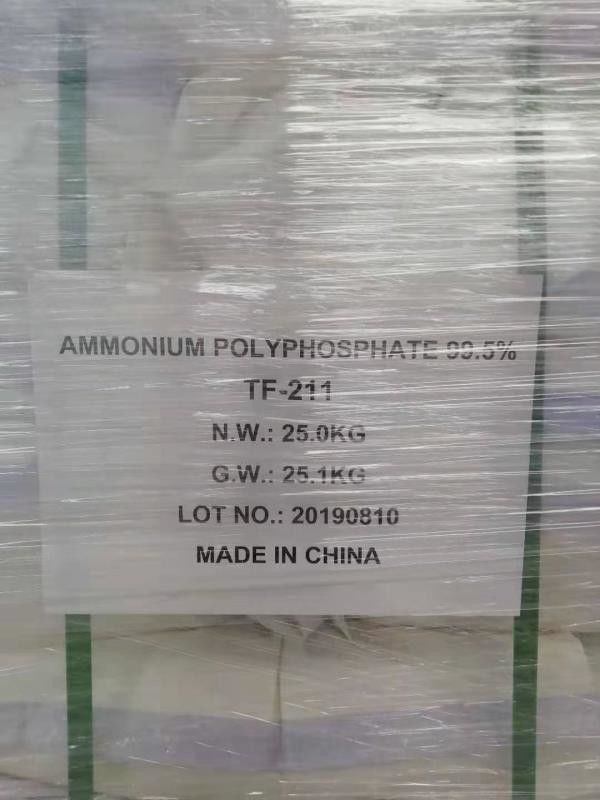 AMMONIUM POLYPHOSPHATE 99.5%
TF-211
N.W.: 25.0KG
G.W.: 25.1KG
LOT NO.: 20190810
MADE IN CHINA